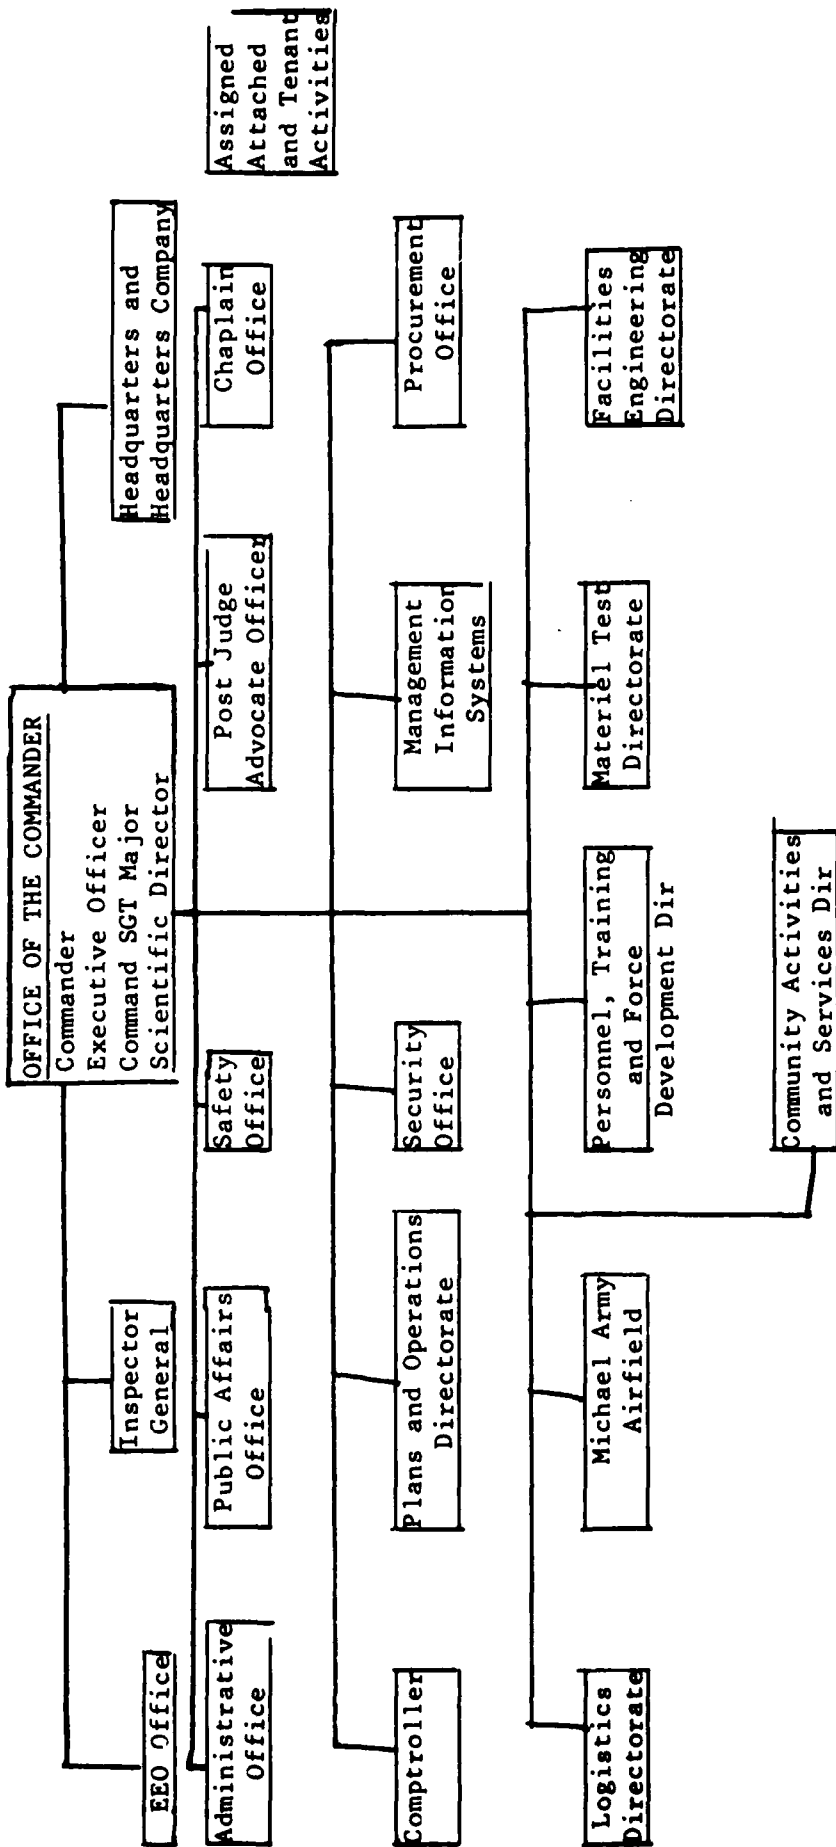 OFFICE OF THE COMMANDER
Commander
Executive Officer
Command SGT Major
Scientific Director
EEO Office
Inspector
General
Headquarters and
Headquarters Company
Administrative
Office
Public Affairs
Office
Safety
Office
Post Judge
Advocate Officer
Chaplain
Office
Assigned
Attached
and Tenant
Activities
Comptroller
Plans and Operations
Directorate
Security
Office
Management
Information
Systems
Procurement
Office
Logistics
Directorate
Michael Army
Airfield
Personnel, Training
and Force
Development Dir
Materiel Test
Directorate
Facilities
Engineering
Directorate
Community Activities
and Services Dir